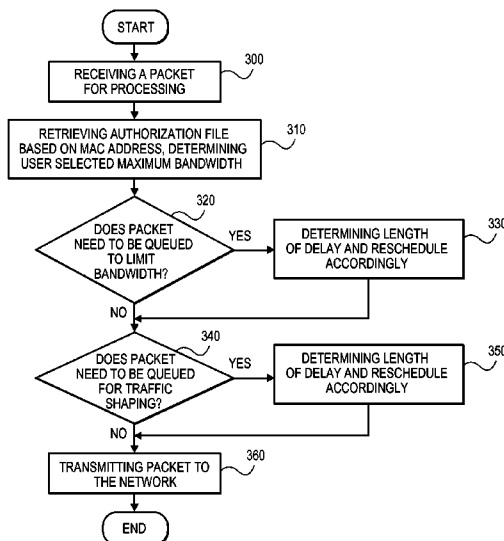 START
RECEIVING A PACKET
FOR PROCESSING
300
RETRIEVING AUTHORIZATION FILE
BASED ON MAC ADDRESS, DETERMINING
USER SELECTED MAXIMUM BANDWIDTH
310
320
DOES PACKET
NEED TO BE QUEUED
TO LIMIT
BANDWIDTH?
YES
DETERMINING LENGTH
OF DELAY AND RESCHEDULE
ACCORDINGLY
330
NO
340
DOES PACKET
NEED TO BE QUEUED
FOR TRAFFIC
SHAPING?
YES
DETERMINING LENGTH
OF DELAY AND RESCHEDULE
ACCORDINGLY
350
NO
TRANSMITTING PACKET TO
THE NETWORK
360
END